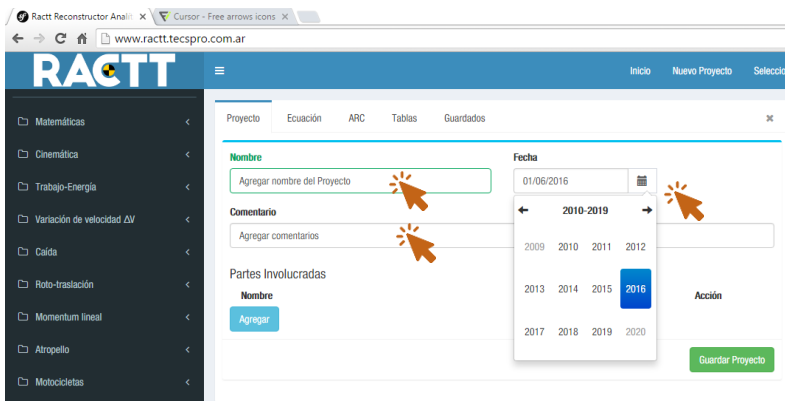 Ractt Reconstructor Analit
Cursor - Free arrows icons
www.ractt.tecspro.com.ar
RACTT
Inicio Nuevo Proyecto Seleccio
Matemáticas
Cinemática
Trabajo-Energía
Variación de velocidad ΔV
Caída
Roto-traslación
Momentum lineal
Atropello
Motocicletas
Proyecto Ecuación ARC Tablas Guardados
Nombre Fecha
Agregar nombre del Proyecto 01/06/2016
Comentario
Agregar comentarios
2010-2019
2009 2010 2011 2012
2013 2014 2015 2016
2017 2018 2019 2020
Partes Involucradas
Nombre Acción
Agregar
Guardar Proyecto